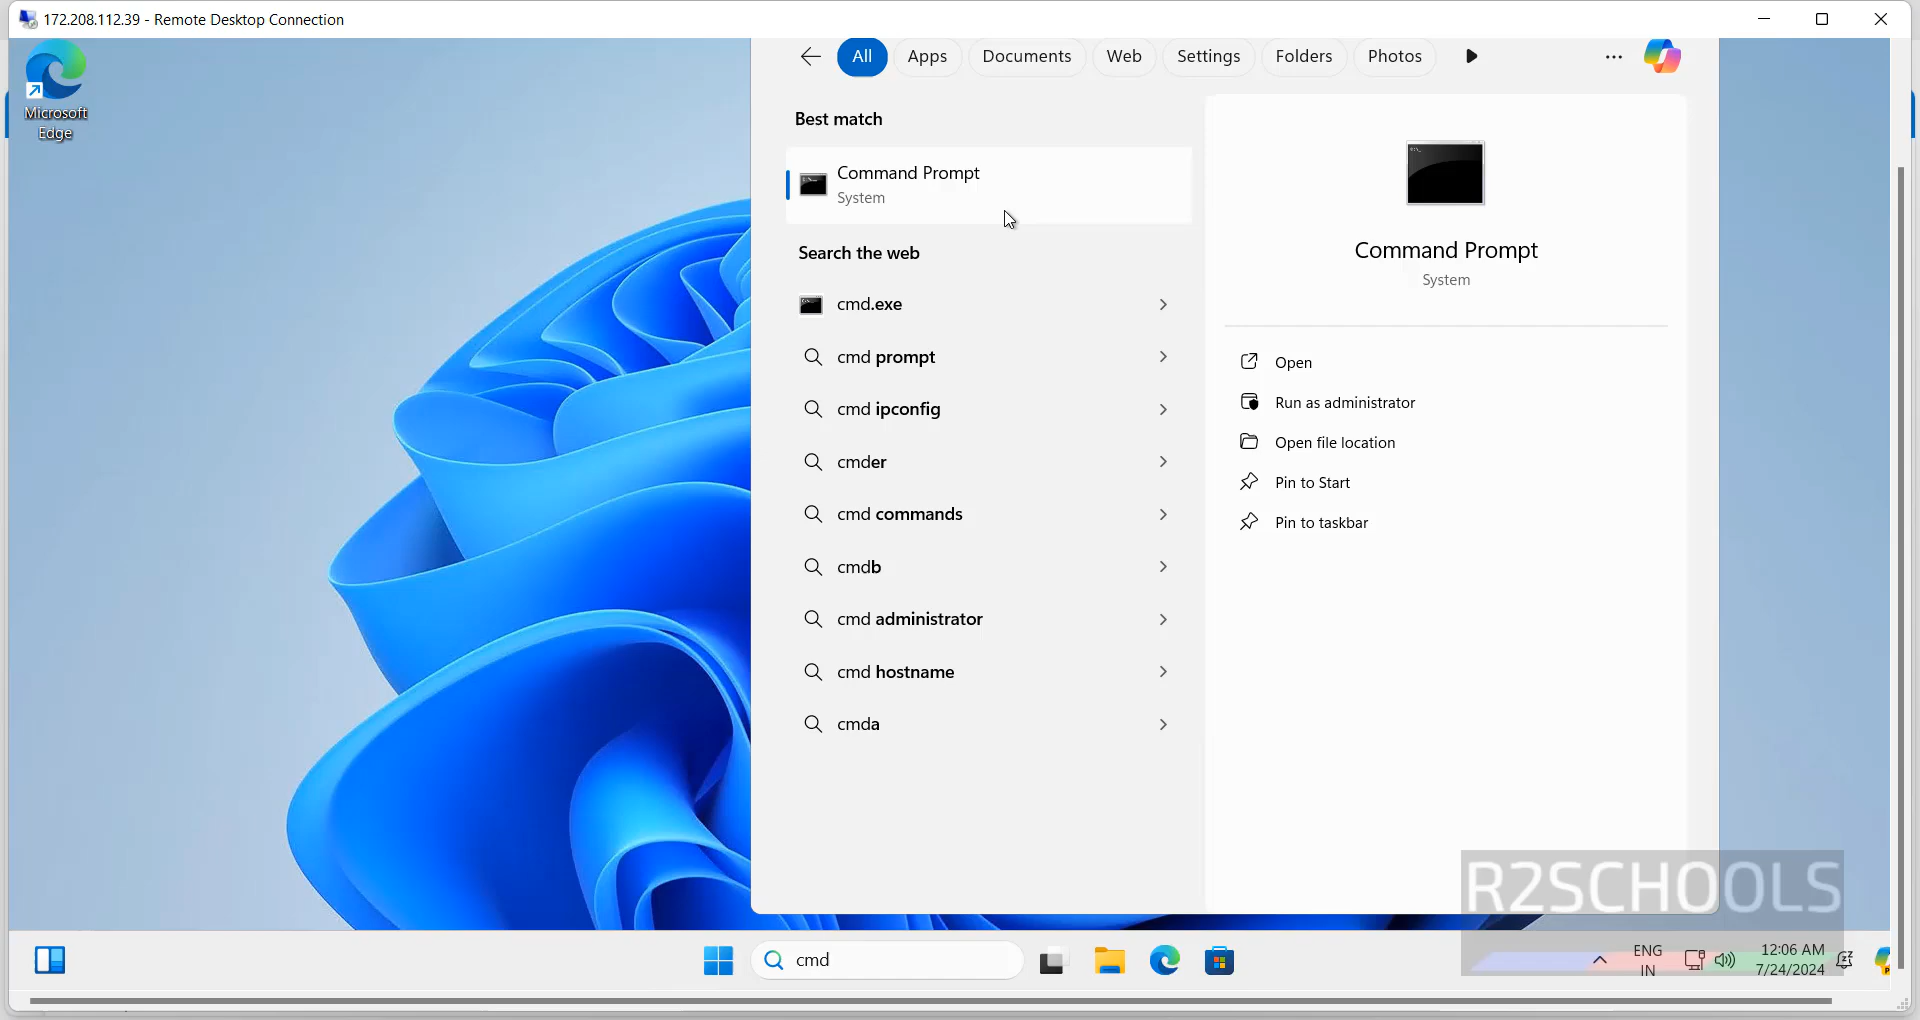 172.208.112.39 - Remote Desktop Connection
Microsoft
Edge
All
Apps
Documents
Web
Settings
Folders
Photos
Best match
Command Prompt
System
Search the web
cmd.exe
cmd prompt
cmd ipconfig
cmder
cmd commands
cmdb
cmd administrator
cmd hostname
cmda
Command Prompt
System
Open
Run as administrator
Open file location
Pin to Start
Pin to taskbar
R2SCHOOLS
cmd
ENG
IN
12:06 AM
7/24/2024